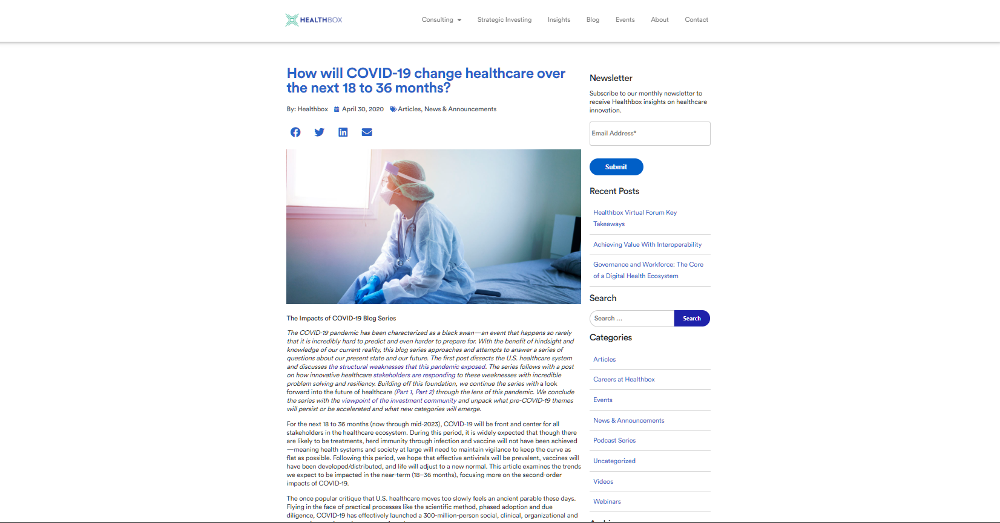 HEALTHBOX
Consulting
Strategic Investing
Insights
Blog
Events
About
Contact
How will COVID-19 change healthcare over
the next 18 to 36 months?
By: Healthbox April 30, 2020 Articles, News & Announcements
The Impacts of COVID-19 Blog Series
The COVID-19 pandemic has been characterized as a black swan—an event that happens so rarely
that it is incredibly hard to predict and even harder to prepare for. With the benefit of hindsight and
knowledge of our current reality, this blog series approaches and attempts to answer a series of
questions about our present state and our future. The first post dissects the U.S. healthcare system
and discusses the structural weaknesses that this pandemic exposed. The series follows with a post
on how innovative healthcare stakeholders are responding to these weaknesses with incredible
problem solving and resiliency. Building off this foundation, we continue the series with a look
forward into the future of healthcare (Part 1, Part 2) through the lens of this pandemic. We conclude
the series with the viewpoint of the investment community and unpack what pre-COVID-19 themes
will persist or be accelerated and what new categories will emerge.
For the next 18 to 36 months (now through mid-2023), COVID-19 will be front and center for all
stakeholders in the healthcare ecosystem. During this period, it is widely expected that though there
are likely to be treatments, herd immunity through infection and vaccine will not have been achieved
—meaning health systems and society at large will need to maintain vigilance to keep the curve as
flat as possible. Following this period, we hope that effective antivirals will be prevalent, vaccines will
have been developed/distributed, and life will adjust to a new normal. This article examines the trends
we expect to be impacted in the near-term (18–36 months), focusing more on the second-order
impacts of COVID-19.
The once popular critique that U.S. healthcare moves too slowly feels an ancient parable these days.
Flying in the face of practical processes like the scientific method, phased adoption and due
diligence, COVID-19 has effectively launched a 300-million-person social, clinical, organizational and
Newsletter
Subscribe to our monthly newsletter to
receive Healthbox insights on healthcare
innovation.
Email Address*
Submit
Recent Posts
Healthbox Virtual Forum Key
Takeaways
Achieving Value With Interoperability
Governance and Workforce: The Core
of a Digital Health Ecosystem
Search
Search ...
Search
Categories
Articles
Careers at Healthbox
Events
News & Announcements
Podcast Series
Uncategorized
Videos
Webinars